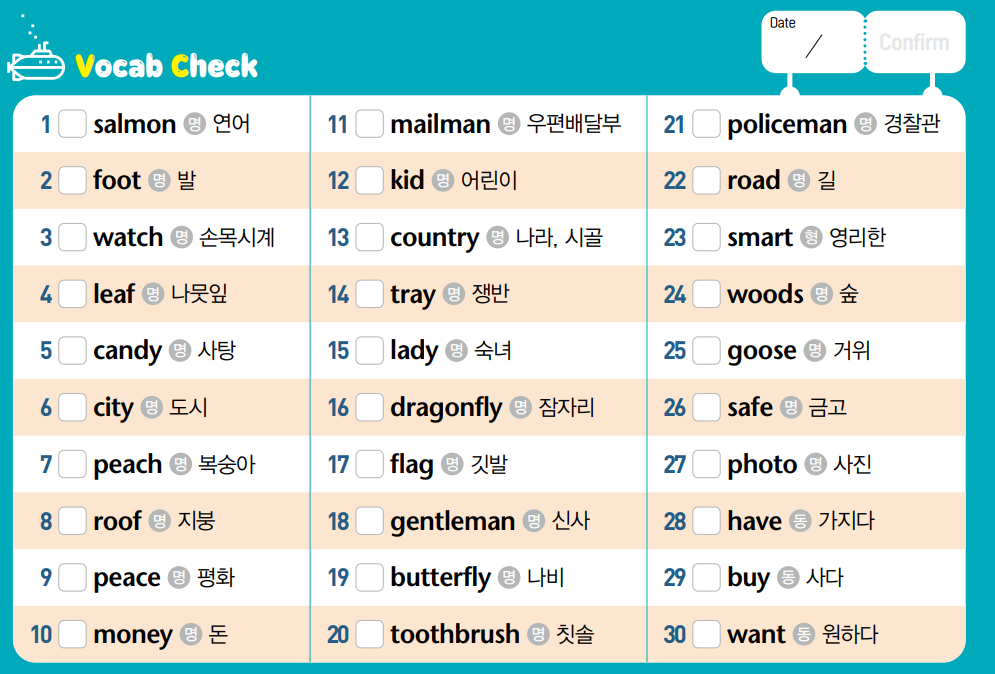 Date
/
Confirm
Vocab Check
1 salmon 명 연어
2 foot 명 발
3 watch 명 손목시계
4 leaf 명 나뭇잎
5 candy 명 사탕
6 city 명 도시
7 peach 명 복숭아
8 roof 명 지붕
9 peace 명 평화
10 money 명 돈
11 mailman 명 우편배달부
12 kid 명 어린이
13 country 명 나라, 시골
14 tray 명 쟁반
15 lady 명 숙녀
16 dragonfly 명 잠자리
17 flag 명 깃발
18 gentleman 명 신사
19 butterfly 명 나비
20 toothbrush 명 칫솔
21 policeman 명 경찰관
22 road 명 길
23 smart 형 영리한
24 woods 명 숲
25 goose 명 거위
26 safe 명 금고
27 photo 명 사진
28 have 동 가지다
29 buy 동 사다
30 want 동 원하다